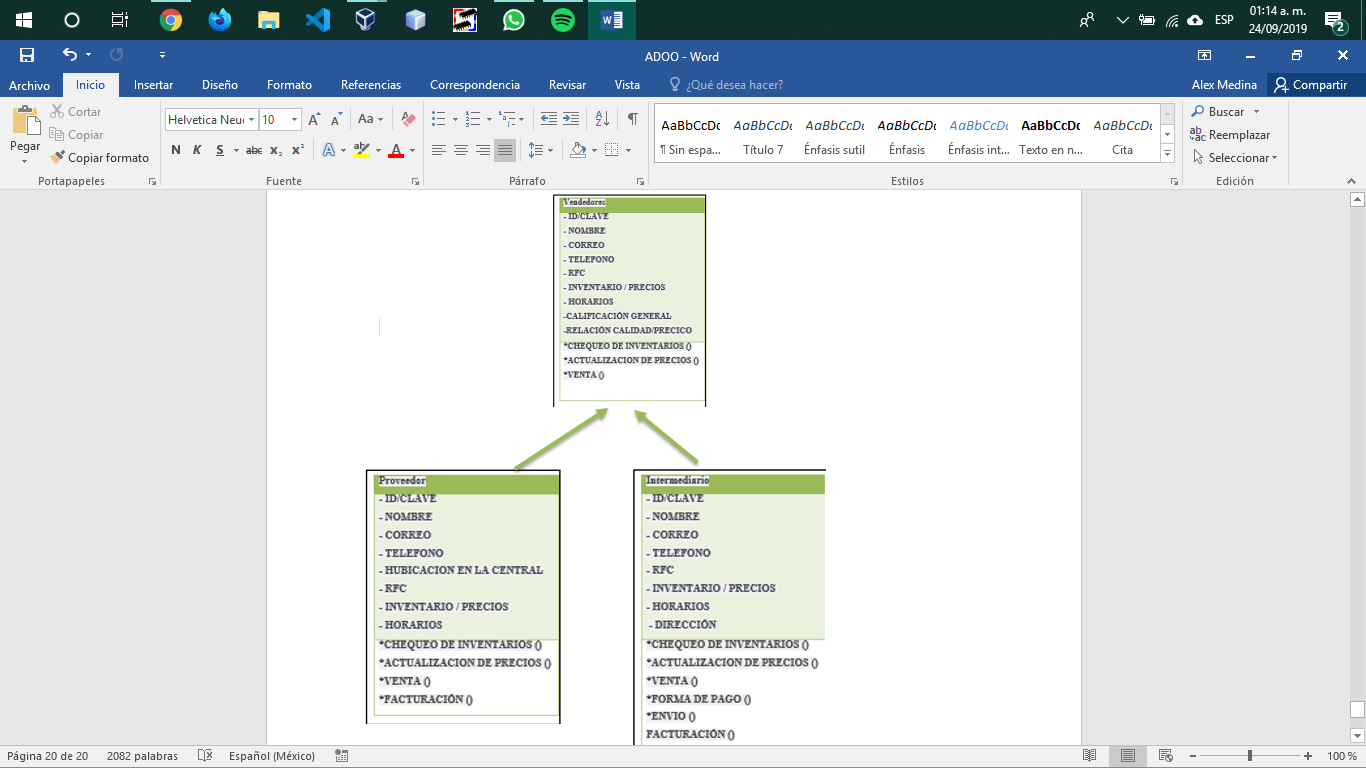 01:14 a. m.
ESP
24/09/2019
2
ADOO - Word
Archivo
Inicio
Insertar
Diseño
Formato
Referencias
Correspondencia
Revisar
Vista
¿Qué desea hacer?
Alex Medina
Compartir
Pegar
Cortar
Copiar
Copiar formato
Portapapeles
Helvetica Neu
10
Aa
N K S abc x₂ x²
Fuente
Párrafo
AaBbCcDc AaBbCcDc AaBbCcDc AaBbCcDc AaBbCcDc AaBbCcDc AaBbCcDc
¶ Sin espa... Título 7 Énfasis sutil Énfasis Énfasis int... Texto en n... Cita
Estilos
Buscar
Reemplazar
Seleccionar
Edición
Vendedores
- ID/CLAVE
- NOMBRE
- CORREO
- TELEFONO
- RFC
- INVENTARIO / PRECIOS
- HORARIOS
-CALIFICACIÓN GENERAL
-RELACIÓN CALIDAD/PRECICO
*CHEQUEO DE INVENTARIOS ()
*ACTUALIZACION DE PRECIOS ()
*VENTA ()
Proveedor
- ID/CLAVE
- NOMBRE
- CORREO
- TELEFONO
- HUBICACION EN LA CENTRAL
- RFC
- INVENTARIO / PRECIOS
- HORARIOS
*CHEQUEO DE INVENTARIOS ()
*ACTUALIZACION DE PRECIOS ()
*VENTA ()
*FACTURACIÓN ()
Intermediario
- ID/CLAVE
- NOMBRE
- CORREO
- TELEFONO
- RFC
- INVENTARIO / PRECIOS
- HORARIOS
- DIRECCIÓN
*CHEQUEO DE INVENTARIOS ()
*ACTUALIZACION DE PRECIOS ()
*VENTA ()
*FORMA DE PAGO ()
*ENVIO ()
FACTURACIÓN ()
Página 20 de 20 2082 palabras Español (México)
100 %